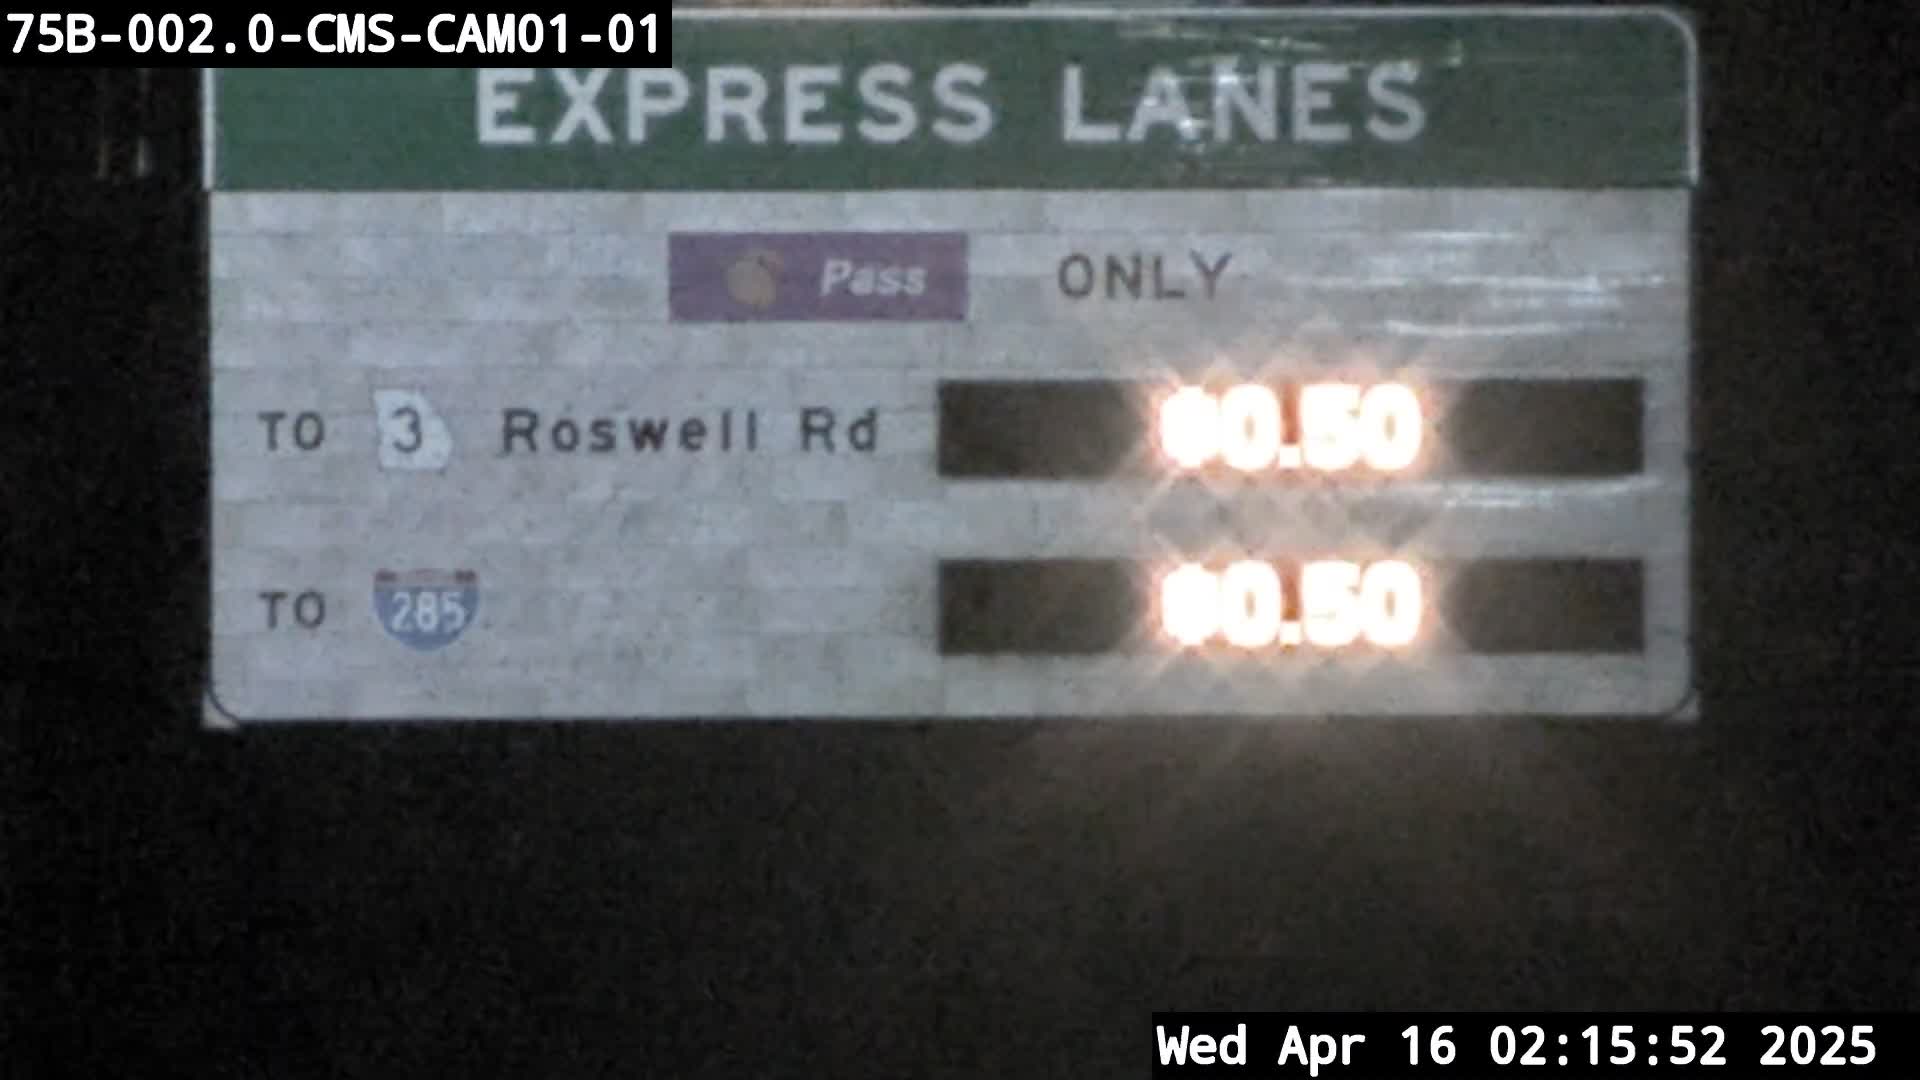 75B-002.0-CMS-CAM01-01
EXPRESS LANES
Pass ONLY
TO 3 Roswell Rd $0.50
TO 285 $0.50
Wed Apr 16 02:15:52 2025